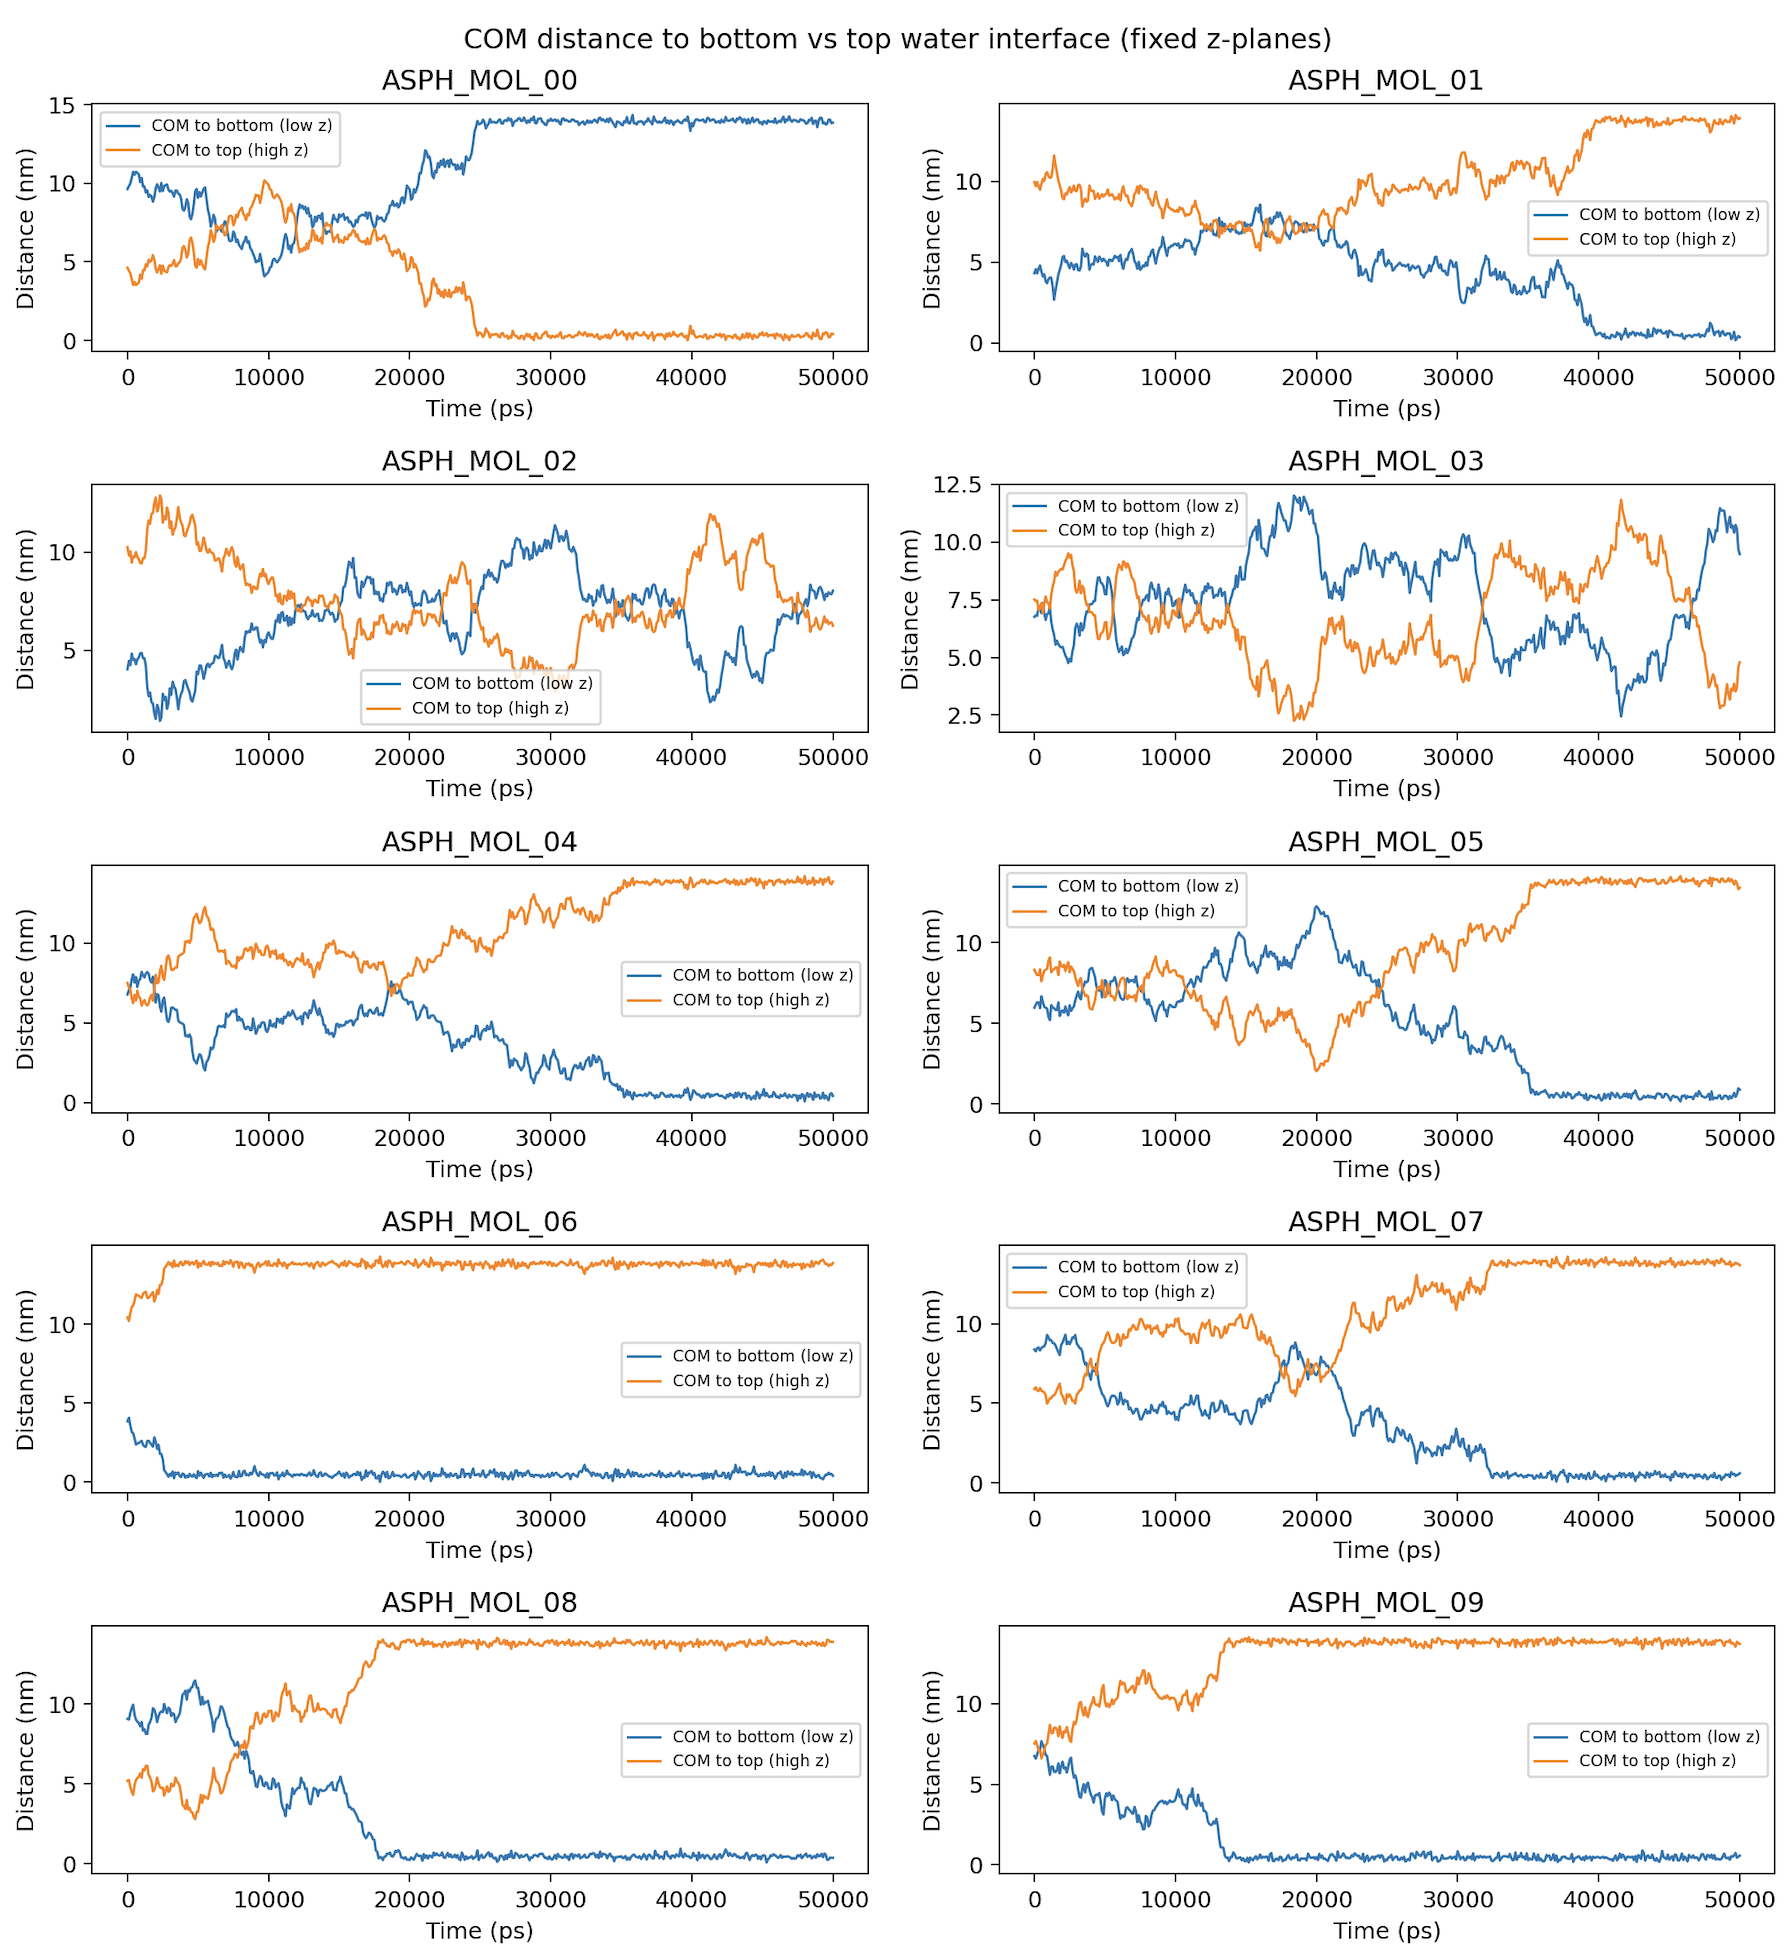 COM distance to bottom vs top water interface (fixed z-planes)
ASPH_MOL_00
COM to bottom (low z)
COM to top (high z)
Distance (nm)
15
10
5
0
0 10000 20000 30000 40000 50000
Time (ps)
ASPH_MOL_01
COM to bottom (low z)
COM to top (high z)
Distance (nm)
10
5
0
0 10000 20000 30000 40000 50000
Time (ps)
ASPH_MOL_02
COM to bottom (low z)
COM to top (high z)
Distance (nm)
10
5
0 10000 20000 30000 40000 50000
Time (ps)
ASPH_MOL_03
COM to bottom (low z)
COM to top (high z)
Distance (nm)
12.5
10.0
7.5
5.0
2.5
0 10000 20000 30000 40000 50000
Time (ps)
ASPH_MOL_04
COM to bottom (low z)
COM to top (high z)
Distance (nm)
10
5
0
0 10000 20000 30000 40000 50000
Time (ps)
ASPH_MOL_05
COM to bottom (low z)
COM to top (high z)
Distance (nm)
10
5
0
0 10000 20000 30000 40000 50000
Time (ps)
ASPH_MOL_06
COM to bottom (low z)
COM to top (high z)
Distance (nm)
10
5
0
0 10000 20000 30000 40000 50000
Time (ps)
ASPH_MOL_07
COM to bottom (low z)
COM to top (high z)
Distance (nm)
10
5
0
0 10000 20000 30000 40000 50000
Time (ps)
ASPH_MOL_08
COM to bottom (low z)
COM to top (high z)
Distance (nm)
10
5
0
0 10000 20000 30000 40000 50000
Time (ps)
ASPH_MOL_09
COM to bottom (low z)
COM to top (high z)
Distance (nm)
10
5
0
0 10000 20000 30000 40000 50000
Time (ps)